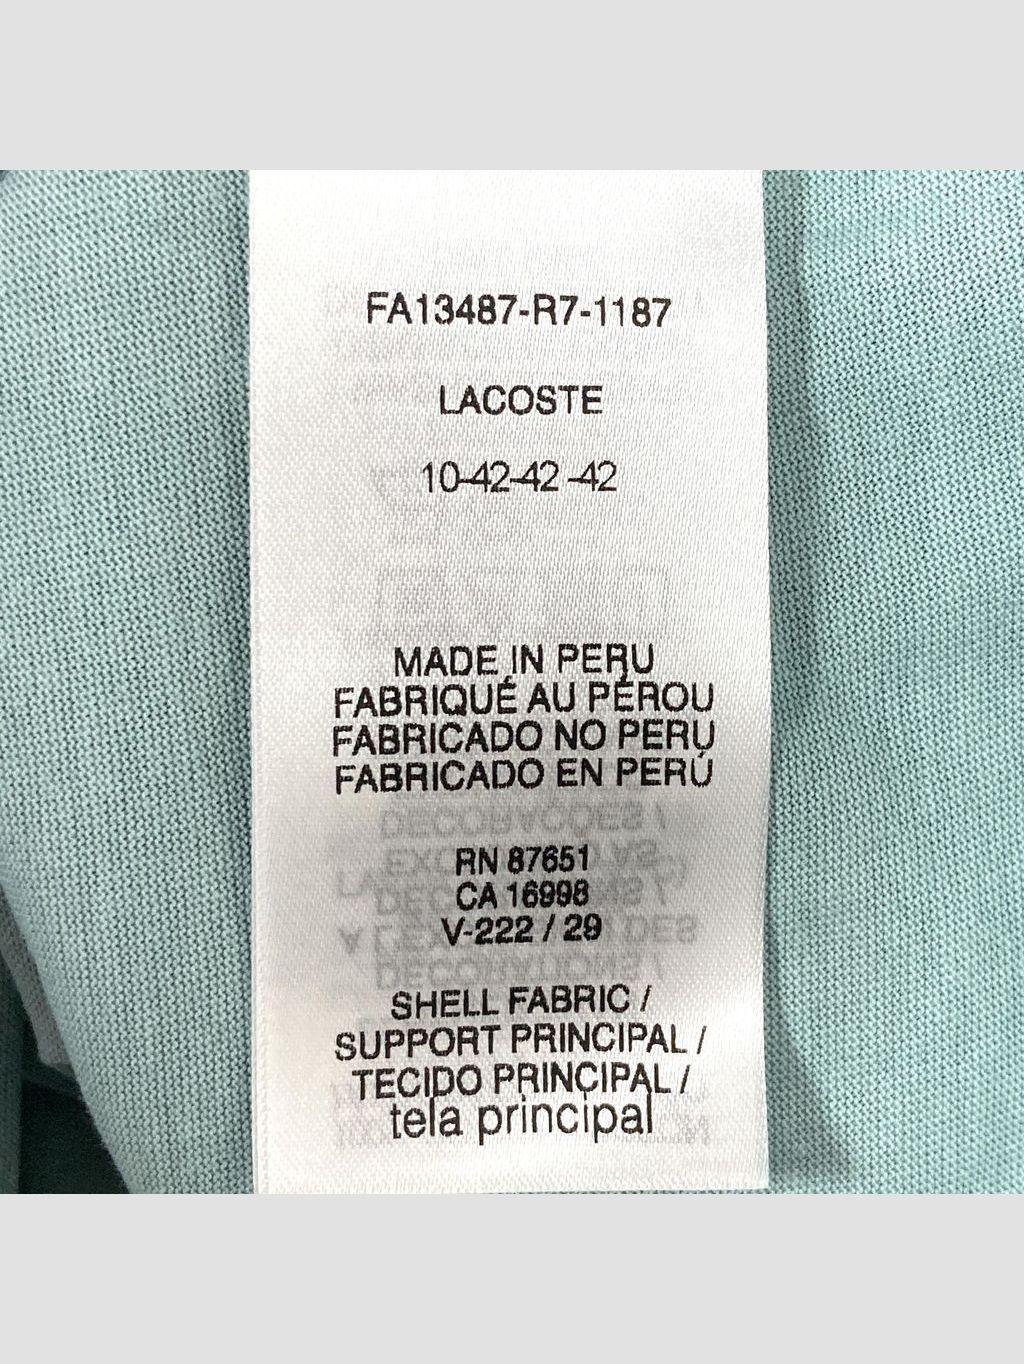 FA13487-R7-1187
LACOSTE
10-42-42 -42
MADE IN PERU
FABRIQUÉ AU PÉROU
FABRICADO NO PERU
FABRICADO EN PERÚ
RN 87651
CA 16998
V-222 / 29
SHELL FABRIC /
SUPPORT PRINCIPAL /
TECIDO PRINCIPAL /
tela principal